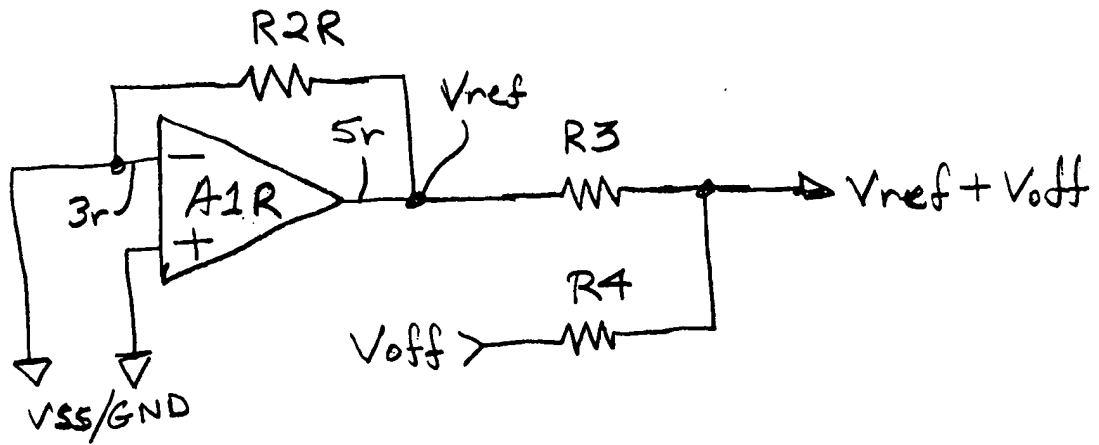 R2R
Vref
5r
R3
3r
−
A1R
+
Vref + Voff
R4
Voff
VSS/GND